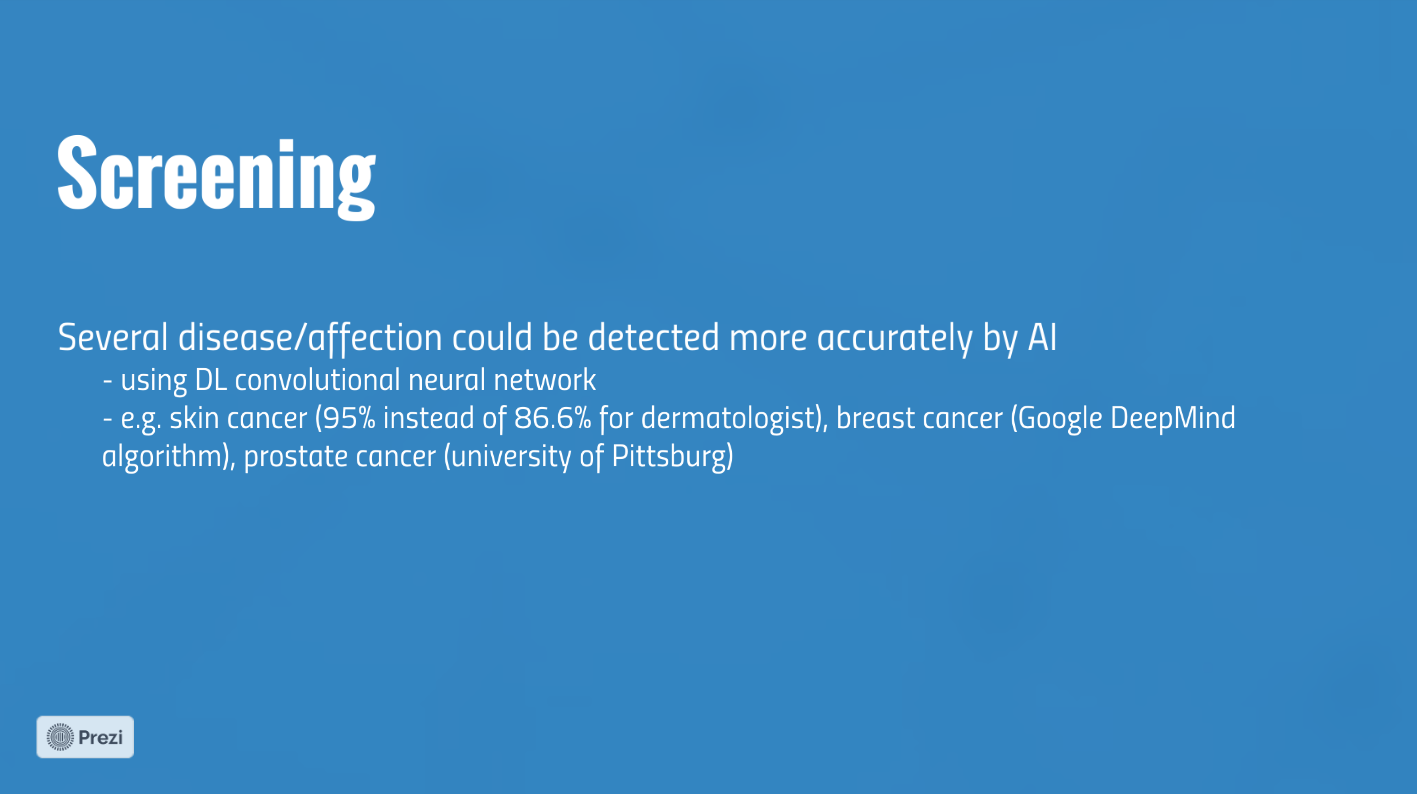 Screening
Several disease/affection could be detected more accurately by AI
- using DL convolutional neural network
- e.g. skin cancer (95% instead of 86.6% for dermatologist), breast cancer (Google DeepMind
algorithm), prostate cancer (university of Pittsburg)
Prezi